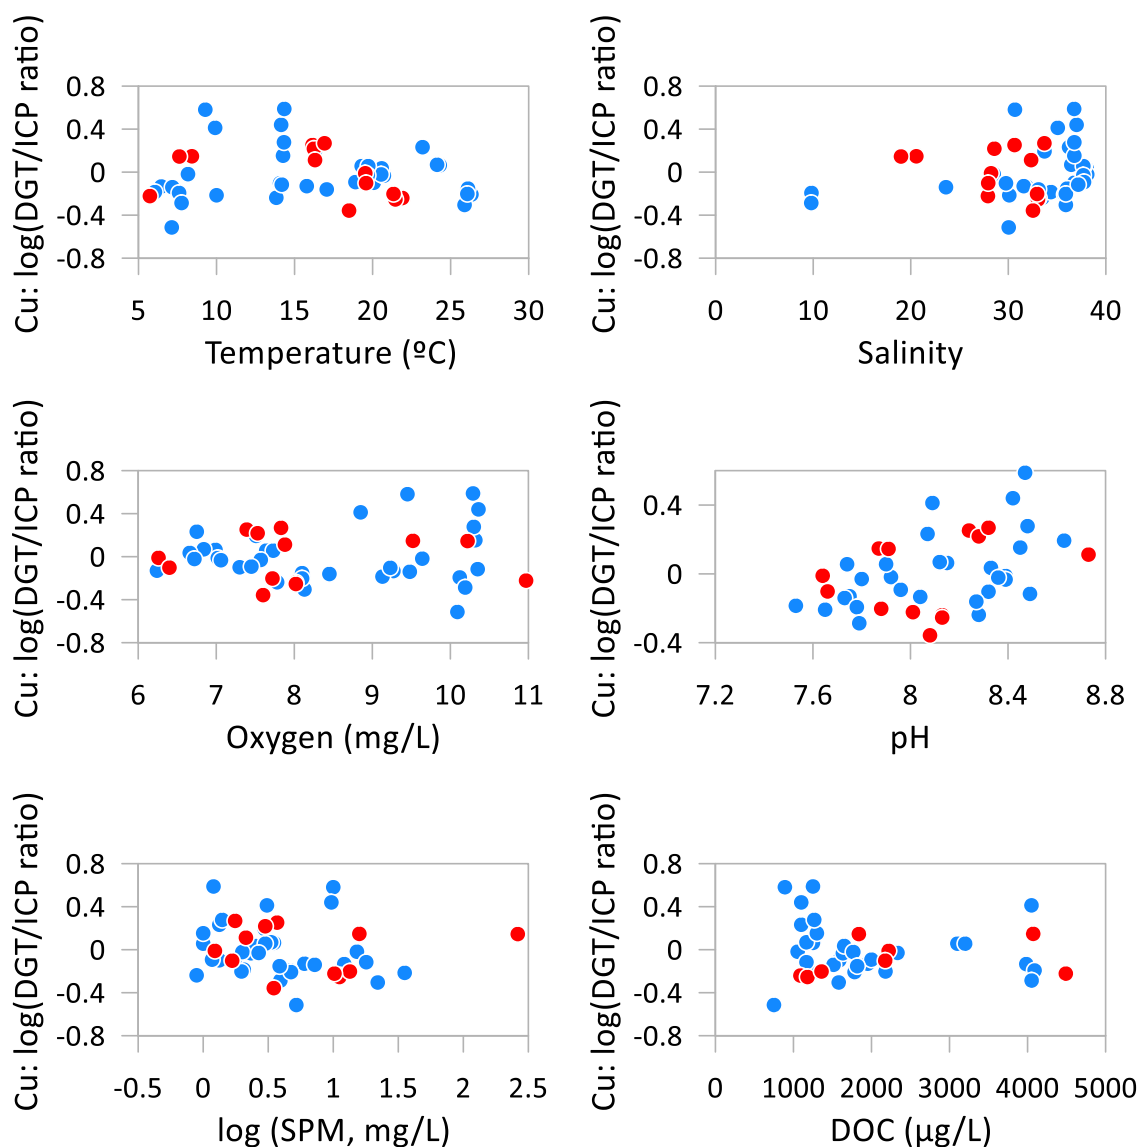 Cu: log(DGT/ICP ratio)
0.8
0.4
0
-0.4
-0.8
5 10 15 20 25 30
Temperature (ºC)
Cu: log(DGT/ICP ratio)
0.8
0.4
0
-0.4
-0.8
0 10 20 30 40
Salinity
Cu: log(DGT/ICP ratio)
0.8
0.4
0
-0.4
-0.8
6 7 8 9 10 11
Oxygen (mg/L)
Cu: log(DGT/ICP ratio)
0.4
0
-0.4
7.2 7.6 8 8.4 8.8
pH
Cu: log(DGT/ICP ratio)
0.8
0.4
0
-0.4
-0.8
-0.5 0 0.5 1 1.5 2 2.5
log (SPM, mg/L)
Cu: log(DGT/ICP ratio)
0.8
0.4
0
-0.4
-0.8
0 1000 2000 3000 4000 5000
DOC (µg/L)